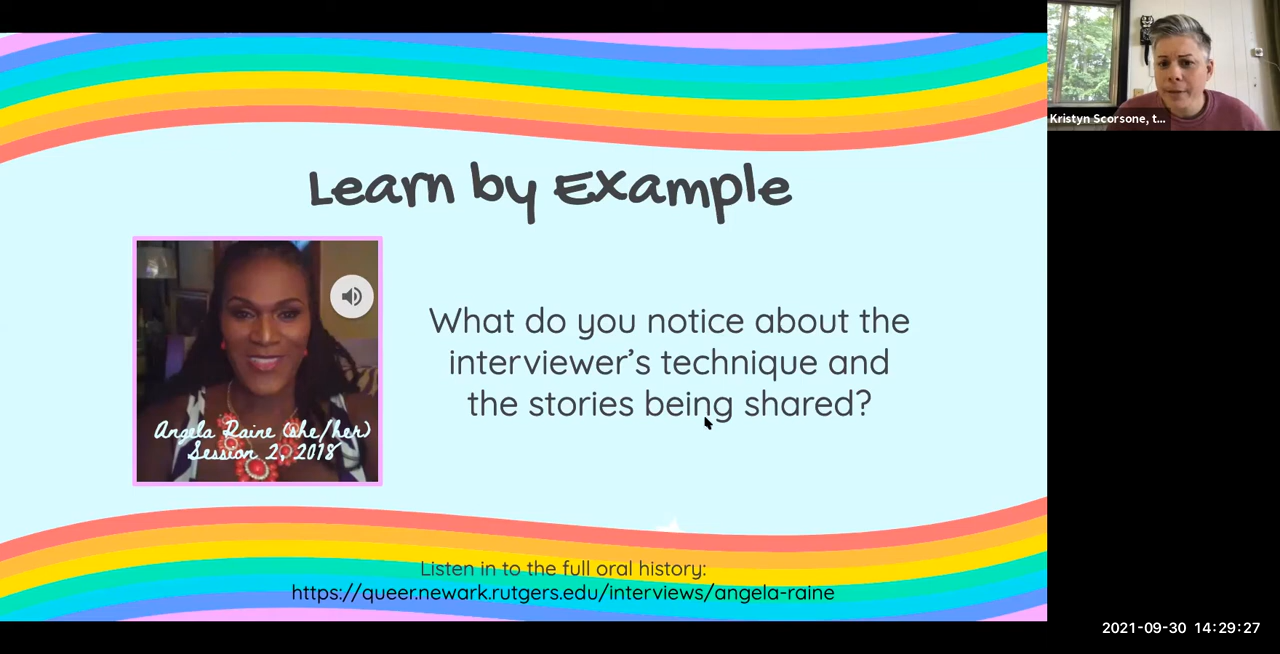 Learn by Example
Kristyn Scorsone, t...
Angela Raine (she/her)
Session 2, 2018
What do you notice about the
interviewer's technique and
the stories being shared?
Listen in to the full oral history:
https://queer.newark.rutgers.edu/interviews/angela-raine
2021-09-30 14:29:27